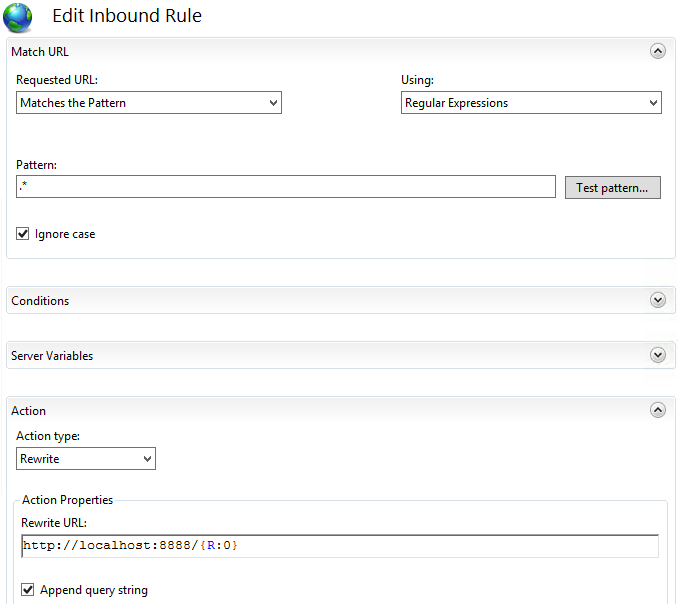 Edit Inbound Rule
Match URL
Requested URL: Using:
Matches the Pattern Regular Expressions
Pattern:
.* Test pattern...
Ignore case
Conditions
Server Variables
Action
Action type:
Rewrite
Action Properties
Rewrite URL:
http://localhost:8888/{R:0}
Append query string